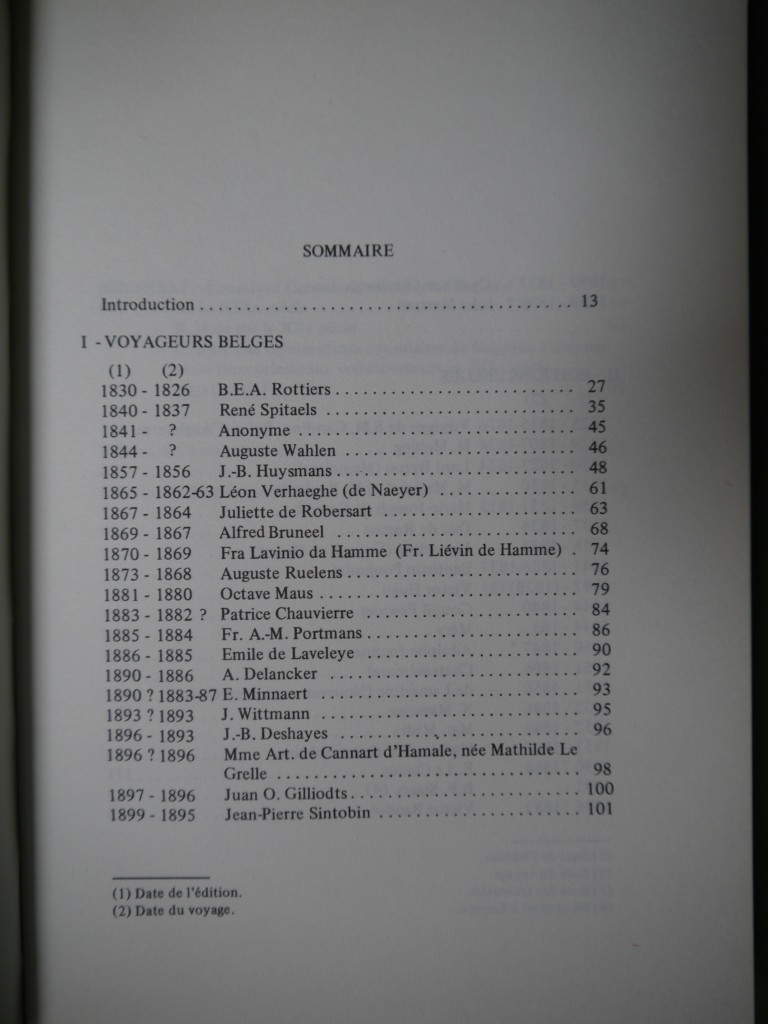 SOMMAIRE
Introduction ........................................ 13
I - VOYAGEURS BELGES
(1) (2)
1830 - 1826 B.E.A. Rottiers .......................... 27
1840 - 1837 René Spitaels ........................... 35
1841 - ? Anonyme .............................. 45
1844 - ? Auguste Wahlen ......................... 46
1857 - 1856 J.-B. Huysmans .......................... 48
1865 - 1862-63 Léon Verhaeghe (de Naeyer) ................ 61
1867 - 1864 Juliette de Robersart ...................... 63
1869 - 1867 Alfred Bruneel ........................... 68
1870 - 1869 Fra Lavinio da Hamme (Fr. Liévin de Hamme) . 74
1873 - 1868 Auguste Ruelens ......................... 76
1881 - 1880 Octave Maus ............................ 79
1883 - 1882 ? Patrice Chauvierre ....................... 84
1885 - 1884 Fr. A.-M. Portmans ....................... 86
1886 - 1885 Emile de Laveleye ........................ 90
1890 - 1886 A. Delancker ............................ 92
1890 ? 1883-87 E. Minnaert ............................ 93
1893 ? 1893 J. Wittmann ............................ 95
1896 - 1893 J.-B. Deshayes .......................... 96
1896 ? 1896 Mme Art. de Cannart d'Hamale, née Mathilde Le
Grelle ................................ 98
1897 - 1896 Juan O. Gilliodts ......................... 100
1899 - 1895 Jean-Pierre Sintobin ...................... 101
(1) Date de l'édition.
(2) Date du voyage.